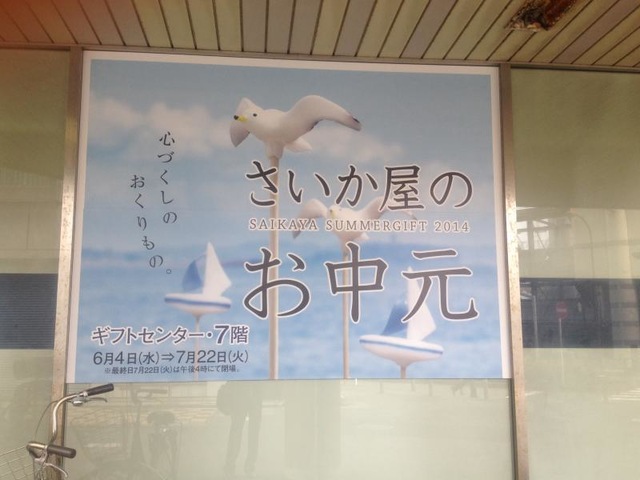 心づくしの
おくりもの。
さいか屋の
SAIKAYA SUMMERGIFT 2014
お中元
ギフトセンター・7階
6月4日(水)⇒7月22日(火)
※最終日7月22日(火)は午後4時にて閉場。